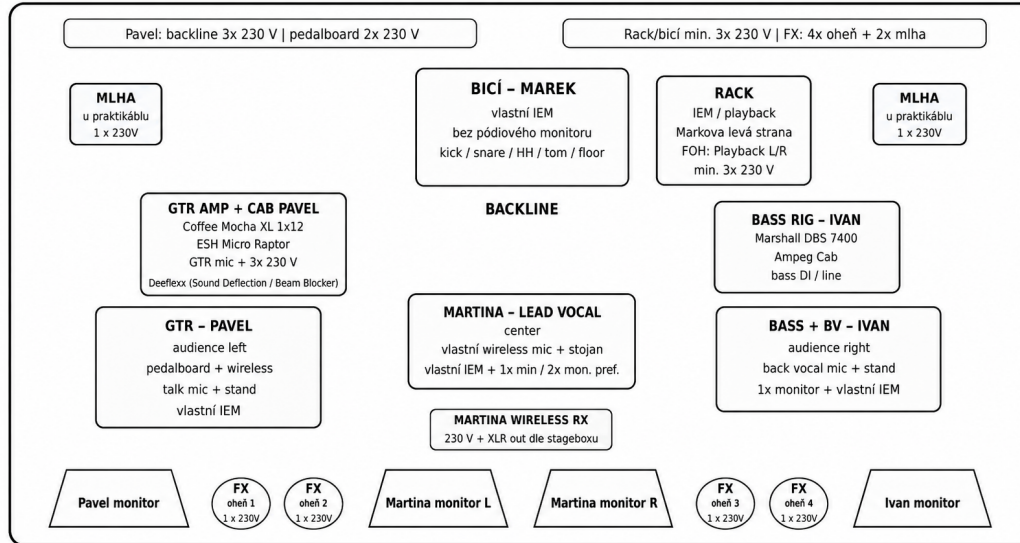 Pavel: backline 3x 230 V | pedalboard 2x 230 V
Rack/bicí min. 3x 230 V | FX: 4x oheň + 2x mlha
MLHA
u praktikáblu
1 x 230V
BICÍ – MAREK
vlastní IEM
bez pódiového monitoru
kick / snare / HH / tom / floor
RACK
IEM / playback
Markova levá strana
FOH: Playback L/R
min. 3x 230 V
MLHA
u praktikáblu
1 x 230V
GTR AMP + CAB PAVEL
Coffee Mocha XL 1x12
ESH Micro Raptor
GTR mic + 3x 230 V
Deeflexx (Sound Deflection / Beam Blocker)
BACKLINE
BASS RIG – IVAN
Marshall DBS 7400
Ampeg Cab
bass DI / line
GTR – PAVEL
audience left
pedalboard + wireless
talk mic + stand
vlastní IEM
MARTINA – LEAD VOCAL
center
vlastní wireless mic + stojan
vlastní IEM + 1x min / 2x mon. pref.
BASS + BV – IVAN
audience right
back vocal mic + stand
1x monitor + vlastní IEM
MARTINA WIRELESS RX
230 V + XLR out dle stageboxu
Pavel monitor
FX
oheň 1
1 x 230V
FX
oheň 2
1 x 230V
Martina monitor L
Martina monitor R
FX
oheň 3
1 x 230V
FX
oheň 4
1 x 230V
Ivan monitor